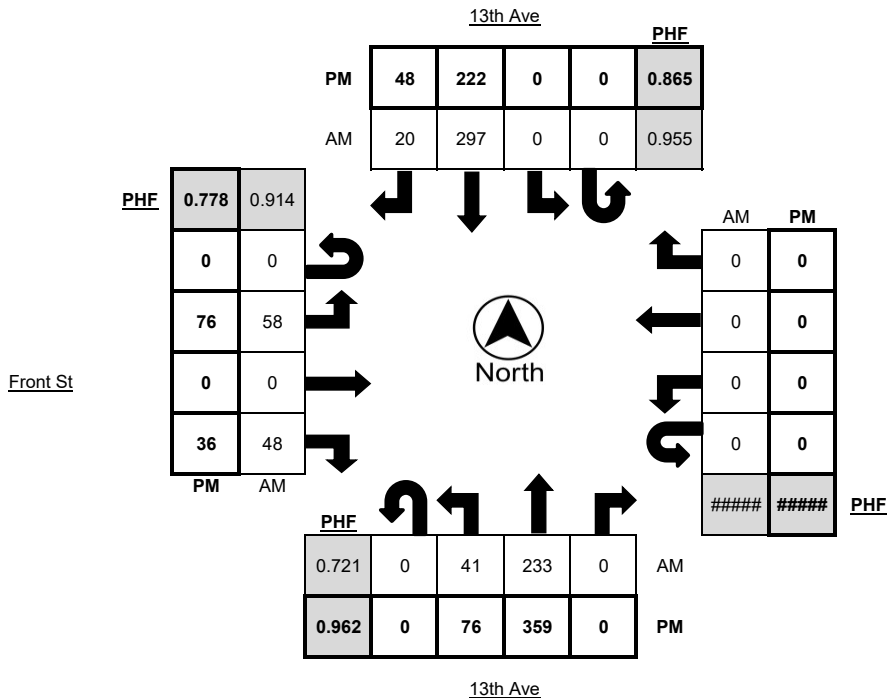 13th Ave
PHF
PM 48 222 0 0 0.865
AM 20 297 0 0 0.955
PHF 0.778 0.914
AM PM
0 0
0 0
76 58
0 0
North
Front St
0 0
0 0
36 48
0 0
PM AM
##### ##### PHF
PHF
0.721 0 41 233 0 AM
0.962 0 76 359 0 PM
13th Ave